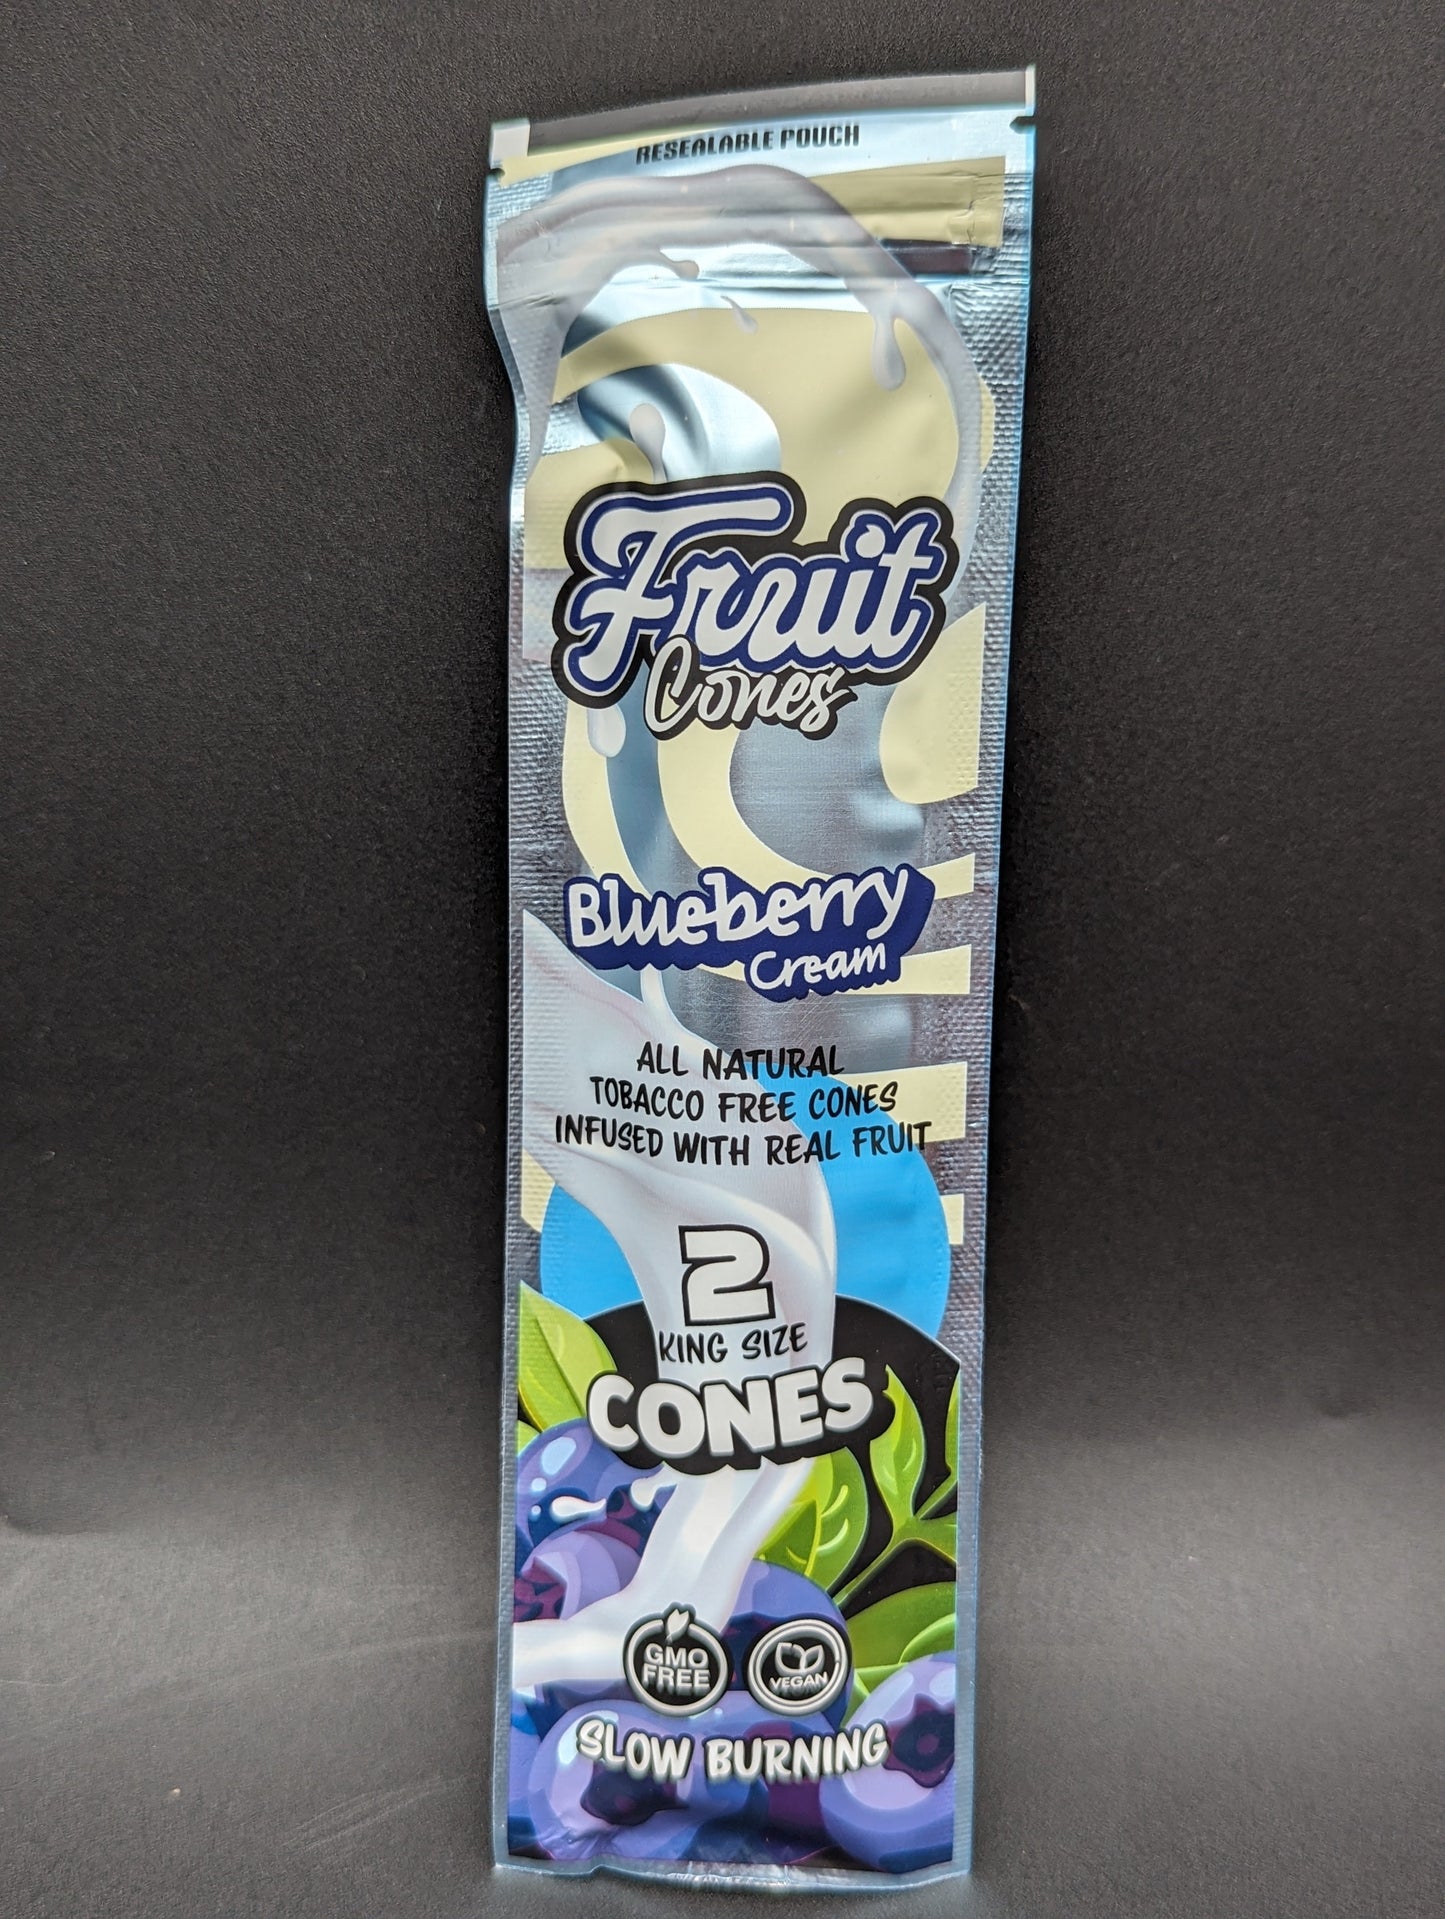 RESEALABLE POUCH
Fruit
Cones
Blueberry
Cream
ALL NATURAL
TOBACCO FREE CONES
INFUSED WITH REAL FRUIT
2
KING SIZE
CONES
GMO
FREE
VEGAN
SLOW BURNING